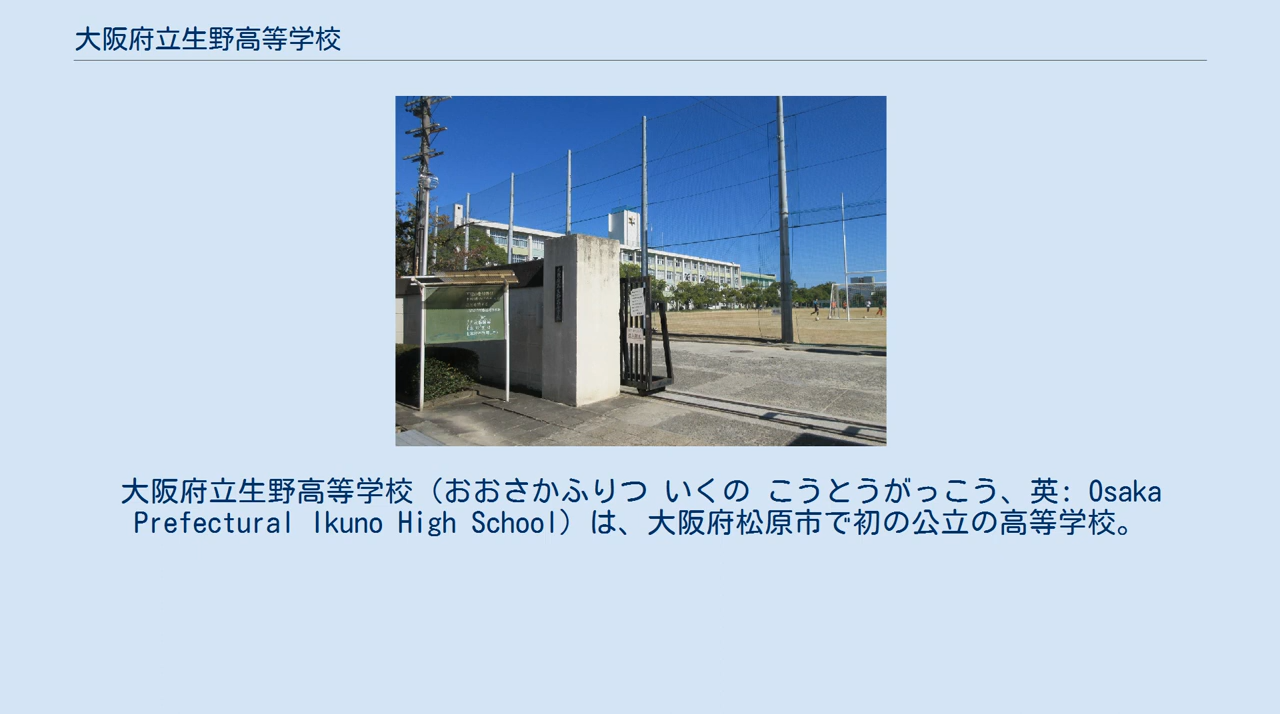 大阪府立生野高等学校
大阪府立生野高等学校（おおさかふりつ いくの こうとうがっこう、英: Osaka
Prefectural Ikuno High School）は、大阪府松原市で初の公立の高等学校。